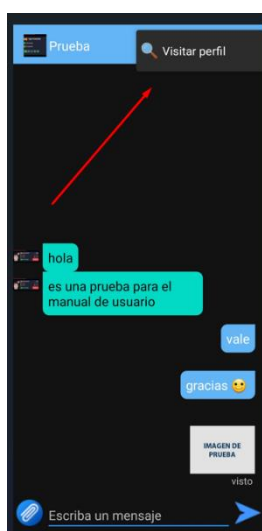 Prueba
Visitar perfil
hola
es una prueba para el
manual de usuario
vale
gracias 🙂
IMAGEN DE
PRUEBA
visto
Escriba un mensaje